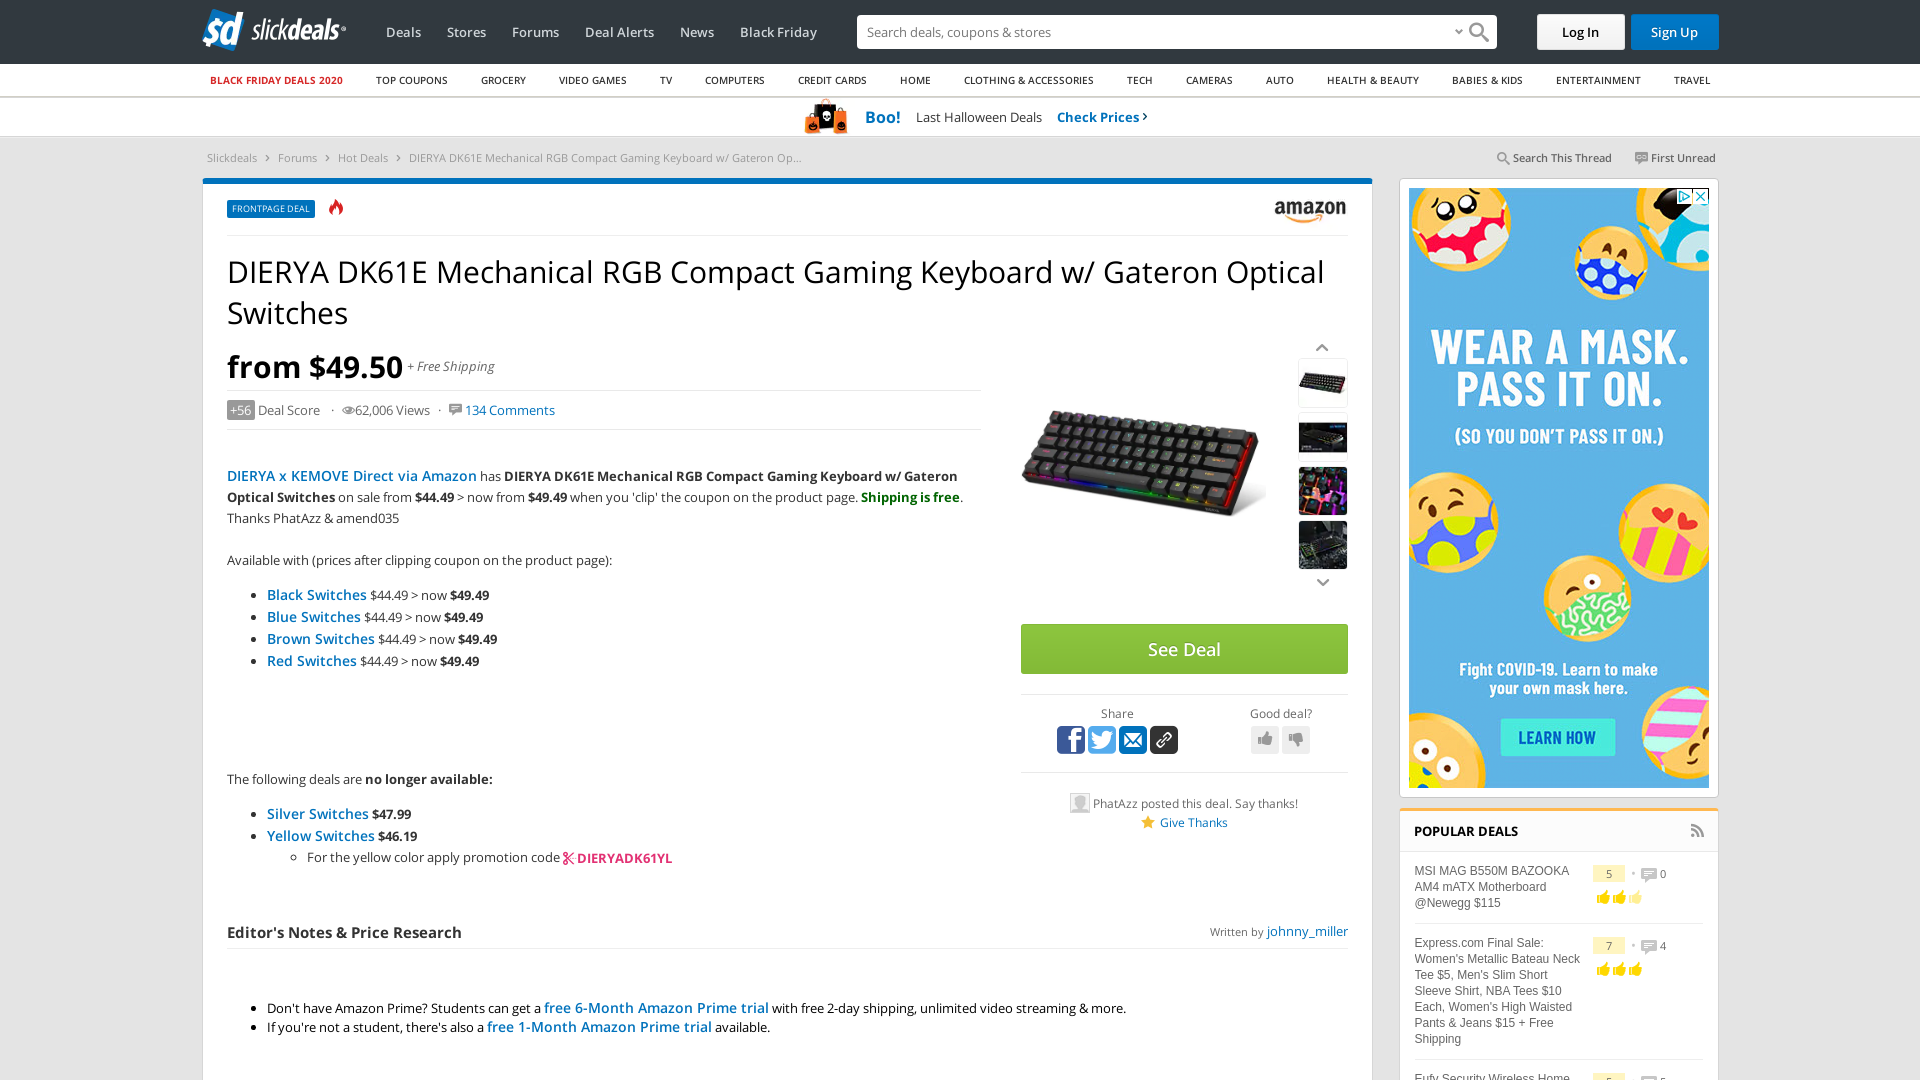 sd slickdeals
Deals
Stores
Forums
Deal Alerts
News
Black Friday
Search deals, coupons & stores
Log In
Sign Up
BLACK FRIDAY DEALS 2020
TOP COUPONS
GROCERY
VIDEO GAMES
TV
COMPUTERS
CREDIT CARDS
HOME
CLOTHING & ACCESSORIES
TECH
CAMERAS
AUTO
HEALTH & BEAUTY
BABIES & KIDS
ENTERTAINMENT
TRAVEL
Boo! Last Halloween Deals Check Prices ›
Slickdeals › Forums › Hot Deals › DIERYA DK61E Mechanical RGB Compact Gaming Keyboard w/ Gateron Op...
Search This Thread
First Unread
FRONTPAGE DEAL
amazon
DIERYA DK61E Mechanical RGB Compact Gaming Keyboard w/ Gateron Optical
Switches
from $49.50 + Free Shipping
+56 Deal Score · 62,006 Views · 134 Comments
DIERYA x KEMOVE Direct via Amazon has DIERYA DK61E Mechanical RGB Compact Gaming Keyboard w/ Gateron
Optical Switches on sale from $44.49 > now from $49.49 when you 'clip' the coupon on the product page. Shipping is free.
Thanks PhatAzz & amend035
Available with (prices after clipping coupon on the product page):
Black Switches $44.49 > now $49.49
Blue Switches $44.49 > now $49.49
Brown Switches $44.49 > now $49.49
Red Switches $44.49 > now $49.49
The following deals are no longer available:
Silver Switches $47.99
Yellow Switches $46.19
For the yellow color apply promotion code DIERYADK61YL
See Deal
Share
Good deal?
PhatAzz posted this deal. Say thanks!
Give Thanks
Editor's Notes & Price Research
Written by johnny_miller
Don't have Amazon Prime? Students can get a free 6-Month Amazon Prime trial with free 2-day shipping, unlimited video streaming & more.
If you're not a student, there's also a free 1-Month Amazon Prime trial available.
WEAR A MASK.
PASS IT ON.
(SO YOU DON'T PASS IT ON.)
Fight COVID-19. Learn to make
your own mask here.
LEARN HOW
POPULAR DEALS
MSI MAG B550M BAZOOKA
AM4 mATX Motherboard
@Newegg $115
5 · 0
Express.com Final Sale:
Women's Metallic Bateau Neck
Tee $5, Men's Slim Short
Sleeve Shirt, NBA Tees $10
Each, Women's High Waisted
Pants & Jeans $15 + Free
Shipping
7 · 4
Eufy Security Wireless Home
5 · 5